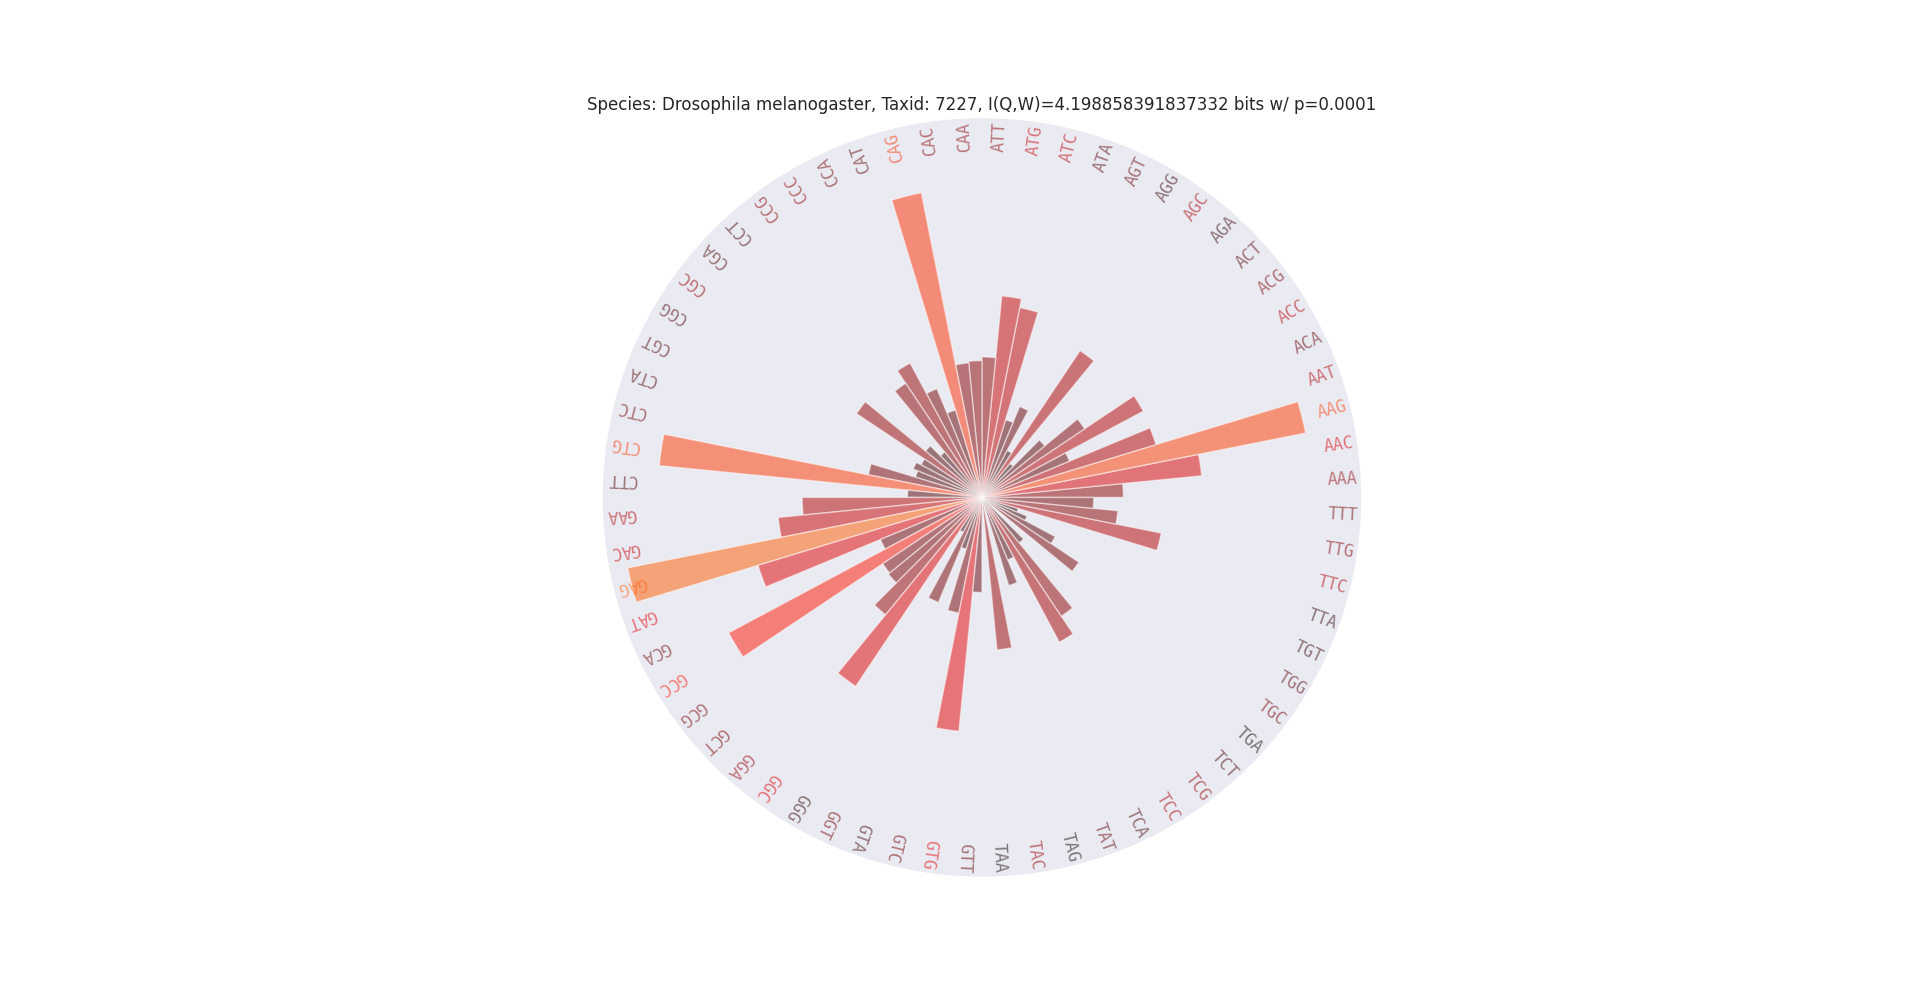 Species: Drosophila melanogaster, Taxid: 7227, I(Q,W)=4.198858391837332 bits w/ p=0.0001
AAA
AAC
AAG
AAT
ACA
ACC
ACG
ACT
AGA
AGC
AGG
AGT
ATA
ATC
ATG
ATT
CAA
CAC
CAG
CAT
CCA
CCC
CCG
CCT
CGA
CGC
CGG
CGT
CTA
CTC
CTG
CTT
GAA
GAC
GAG
GAT
GCA
GCC
GCG
GCT
GGA
GGC
GGG
GGT
GTA
GTC
GTG
GTT
TAA
TAC
TAG
TAT
TCA
TCC
TCG
TCT
TGA
TGC
TGG
TGT
TTA
TTC
TTG
TTT